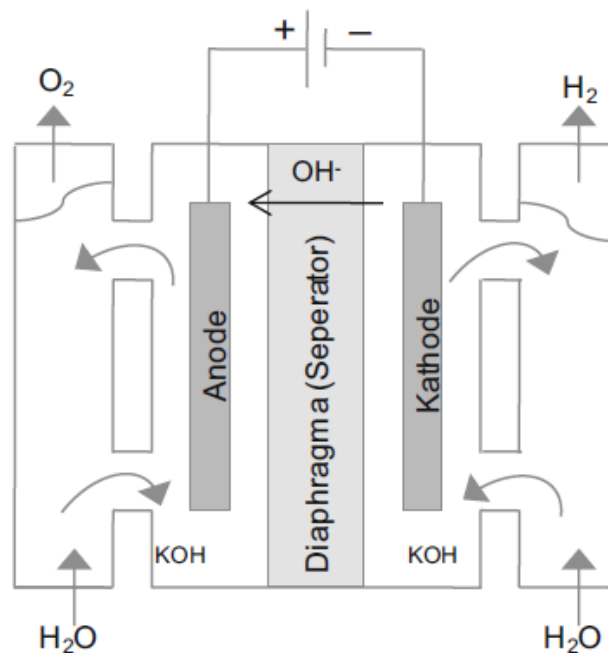 + –
O₂ H₂
OH⁻
Anode
Diaphragma (Seperator)
Kathode
KOH KOH
H₂O H₂O